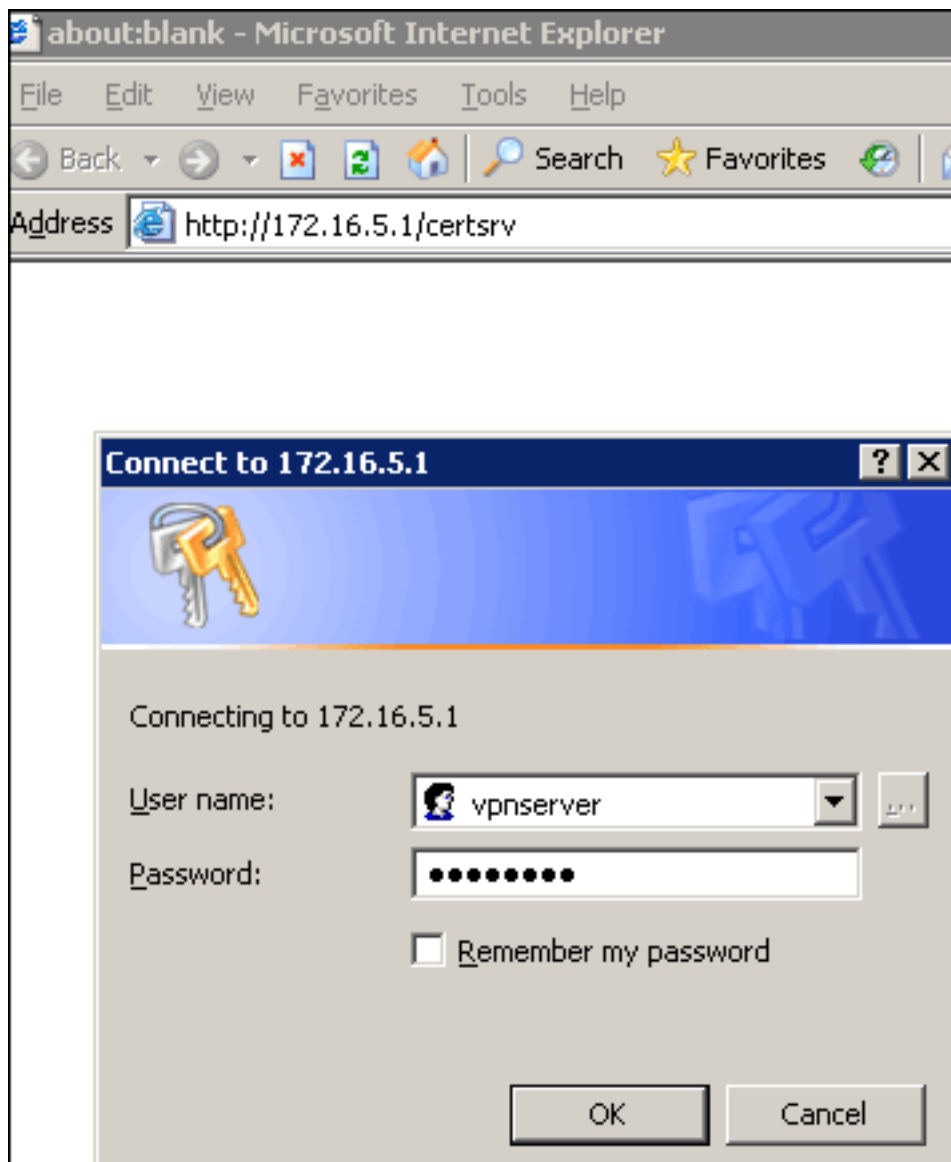 about:blank - Microsoft Internet Explorer
File Edit View Favorites Tools Help
Back Search Favorites
Address http://172.16.5.1/certsrv
Connect to 172.16.5.1
Connecting to 172.16.5.1
User name: vpnserver ...
Password: ●●●●●●●●
Remember my password
OK Cancel